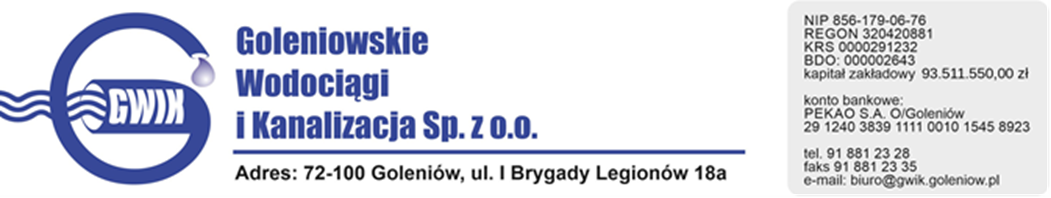 GWIK
Goleniowskie
Wodociągi
i Kanalizacja Sp. z o.o.
Adres: 72-100 Goleniów, ul. I Brygady Legionów 18a
NIP 856-179-06-76
REGON 320420881
KRS 0000291232
BDO: 000002643
kapitał zakładowy 93.511.550,00 zł
konto bankowe:
PEKAO S.A. O/Goleniów
29 1240 3839 1111 0010 1545 8923
tel. 91 881 23 28
faks 91 881 23 35
e-mail: biuro@gwik.goleniow.pl